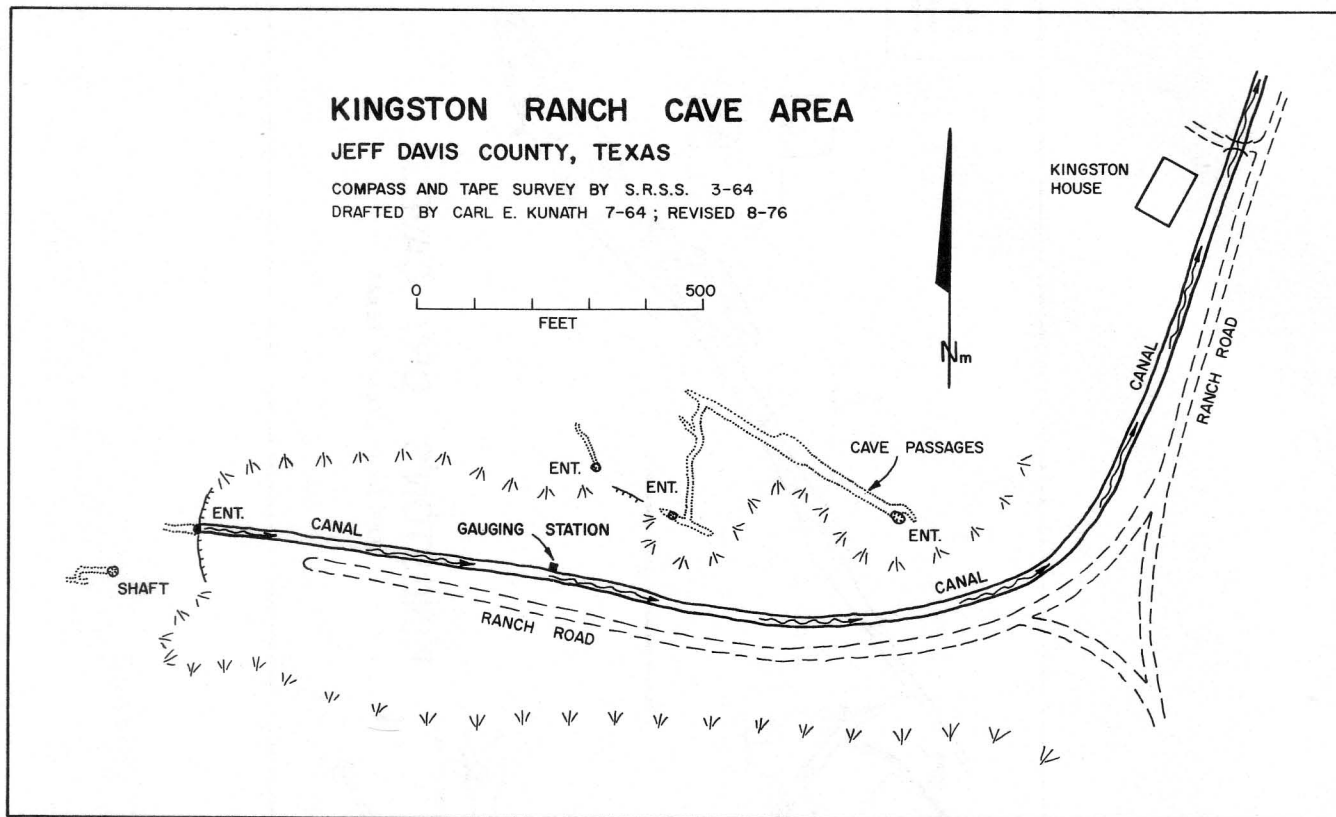 KINGSTON RANCH CAVE AREA
JEFF DAVIS COUNTY, TEXAS
COMPASS AND TAPE SURVEY BY S.R.S.S. 3-64
DRAFTED BY CARL E. KUNATH 7-64 ; REVISED 8-76
0 500
FEET
Nm
KINGSTON
HOUSE
CANAL
RANCH ROAD
CAVE PASSAGES
ENT.
ENT.
ENT.
ENT.
CANAL
GAUGING STATION
CANAL
SHAFT
RANCH ROAD